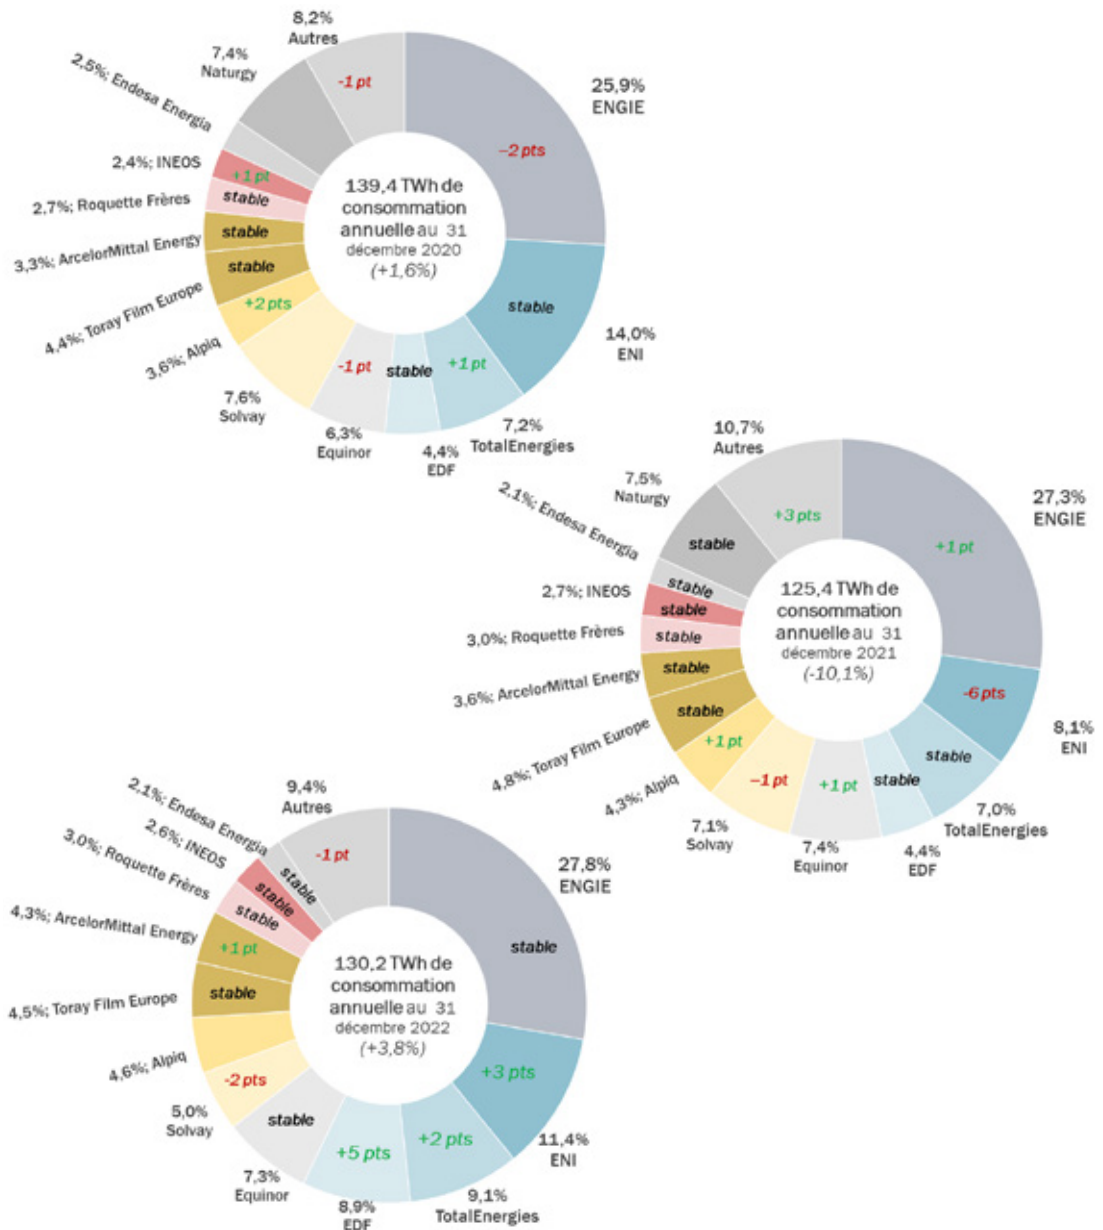 8,2%
Autres
-1 pt
25,9%
ENGIE
–2 pts
14,0%
ENI
stable
7,2%
TotalEnergies
+1 pt
4,4%
EDF
stable
6,3%
Equinor
-1 pt
7,6%
Solvay
3,6%; Alpiq
+2 pts
4,4%; Toray Film Europe
stable
3,3%; ArcelorMittal Energy
stable
2,7%; Roquette Frères
stable
2,4%; INEOS
+1 pt
2,5%; Endesa Energía
7,4%
Naturgy
139,4 TWh de
consommation
annuelle au 31
décembre 2020
(+1,6%)
10,7%
Autres
+3 pts
27,3%
ENGIE
+1 pt
8,1%
ENI
-6 pts
7,0%
TotalEnergies
stable
4,4%
EDF
stable
7,4%
Equinor
+1 pt
7,1%
Solvay
–1 pt
4,3%; Alpiq
+1 pt
4,8%; Toray Film Europe
stable
3,6%; ArcelorMittal Energy
stable
3,0%; Roquette Frères
stable
2,7%; INEOS
stable
2,1%; Endesa Energía
stable
7,5%
Naturgy
stable
125,4 TWh de
consommation
annuelle au 31
décembre 2021
(-10,1%)
9,4%
Autres
-1 pt
27,8%
ENGIE
stable
11,4%
ENI
+3 pts
9,1%
TotalEnergies
+2 pts
8,9%
EDF
+5 pts
7,3%
Equinor
stable
5,0%
Solvay
-2 pts
4,6%; Alpiq
4,5%; Toray Film Europe
stable
4,3%; ArcelorMittal Energy
+1 pt
3,0%; Roquette Frères
stable
2,6%; INEOS
stable
2,1%; Endesa Energía
stable
130,2 TWh de
consommation
annuelle au 31
décembre 2022
(+3,8%)